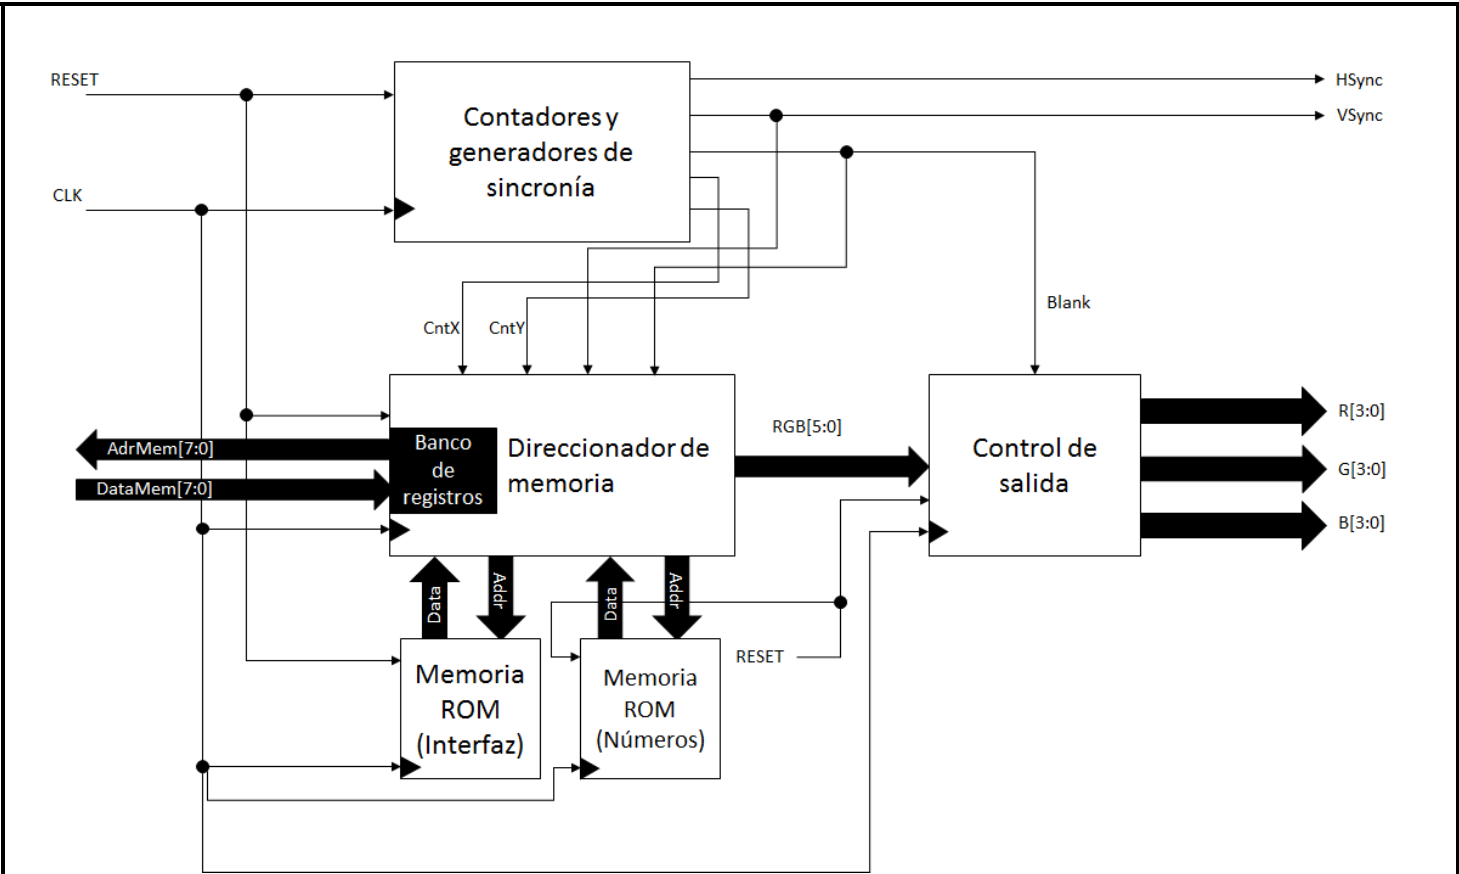 RESET
HSync
Contadores y
generadores de
sincronía
VSync
CLK
Blank
CntX
CntY
AdrMem[7:0]
DataMem[7:0]
Banco
de
registros
Direccionador de
memoria
RGB[5:0]
Control de
salida
R[3:0]
G[3:0]
B[3:0]
Data
Addr
Data
Addr
RESET
Memoria
ROM
(Interfaz)
Memoria
ROM
(Números)